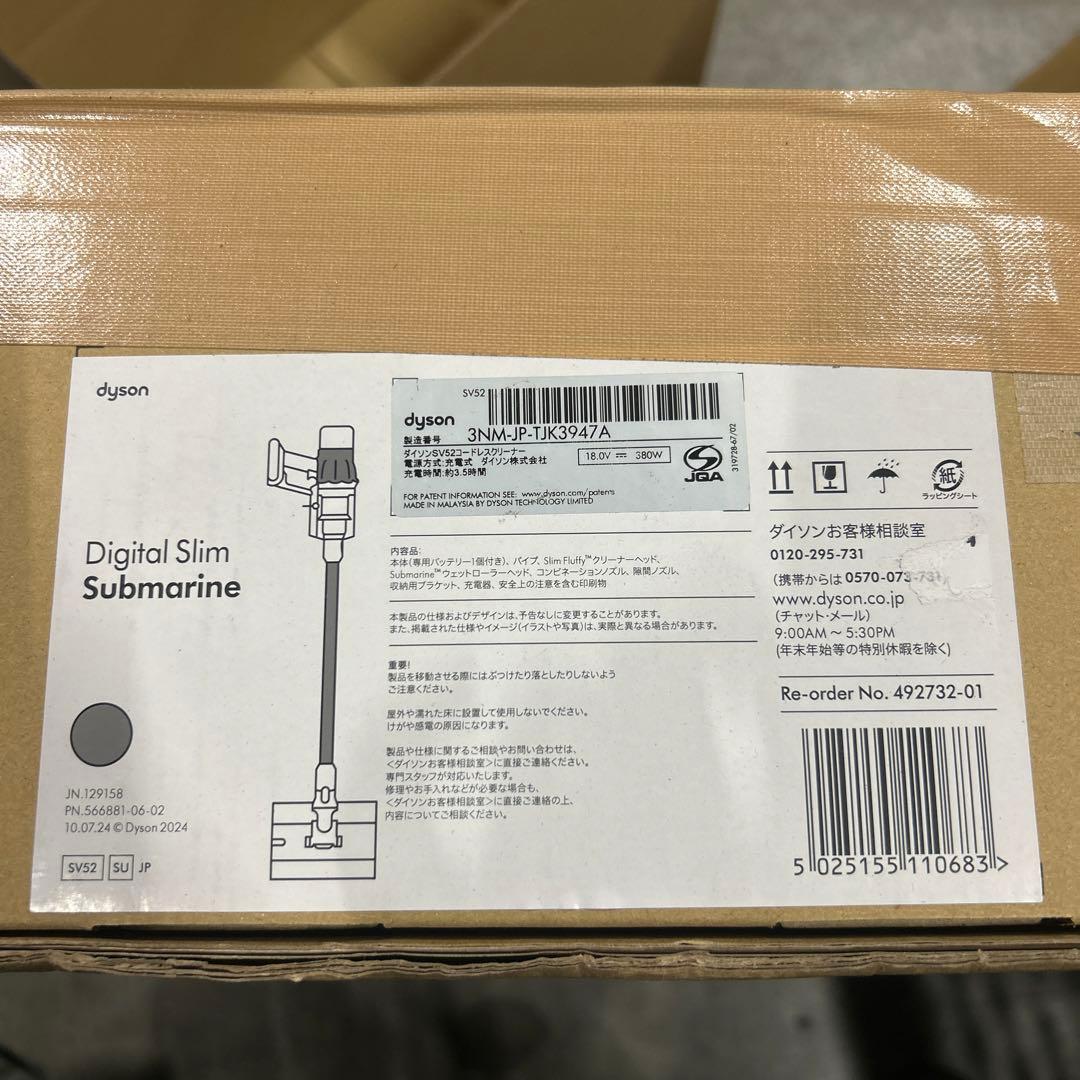 dyson
Digital Slim
Submarine
JN.129158
PN.566881-06-02
10.07.24 © Dyson 2024
SV52 SU JP
SV52
dyson
製造番号 3NM-JP-TJK3947A
ダイソンSV52コードレスクリーナー
電源方式:充電式 ダイソン株式会社
充電時間:約3.5時間
18.0V 380W
JQA
319728-67/02
FOR PATENT INFORMATION SEE: www.dyson.com/patents
MADE IN MALAYSIA BY DYSON TECHNOLOGY LIMITED
内容品:
本体(専用バッテリー1個付き)、パイプ、Slim Fluffy™クリーナーヘッド、
Submarine™ウェットローラーヘッド、コンビネーションノズル、隙間ノズル、
収納用ブラケット、充電器、安全上の注意を含む印刷物
本製品の仕様およびデザインは、予告なしに変更することがあります。
また、掲載された仕様やイメージ(イラストや写真)は、実際と異なる場合があります。
重要!
製品を移動させる際にはぶつけたり落としたりしないよう
ご注意ください。
屋外や濡れた床に設置して使用しないでください。
けがや感電の原因になります。
製品や仕様に関するご相談やお問い合わせは、
<ダイソンお客様相談室>に直接ご連絡ください。
専門スタッフが対応いたします。
修理やお手入れなどが必要な場合も、
<ダイソンお客様相談室>に直接ご連絡の上、
内容についてご相談ください。
紙
ラッピングシート
ダイソンお客様相談室
0120-295-731
(携帯からは 0570-073-731)
www.dyson.co.jp
(チャット・メール)
9:00AM ～ 5:30PM
(年末年始等の特別休暇を除く)
Re-order No. 492732-01
5 025155 110683 >